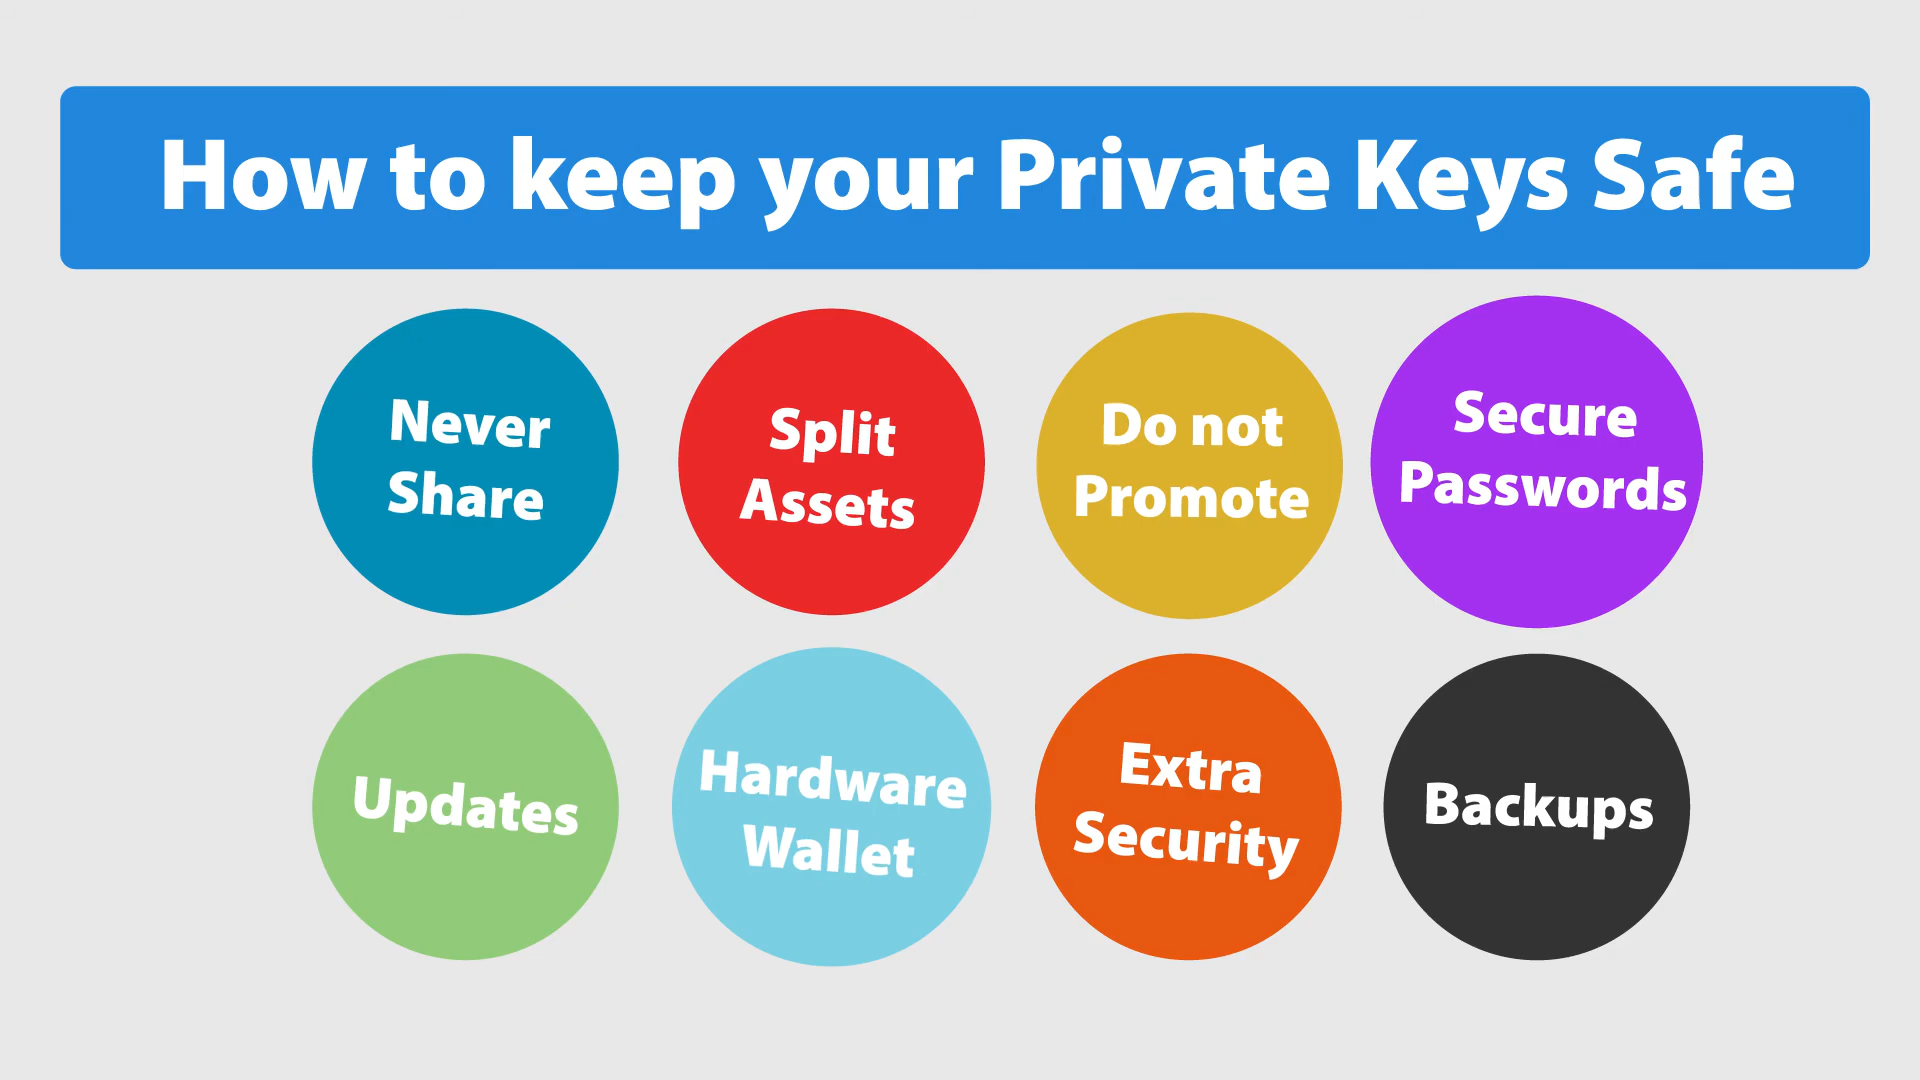 How to keep your Private Keys Safe
Never
Share
Split
Assets
Do not
Promote
Secure
Passwords
Updates
Hardware
Wallet
Extra
Security
Backups